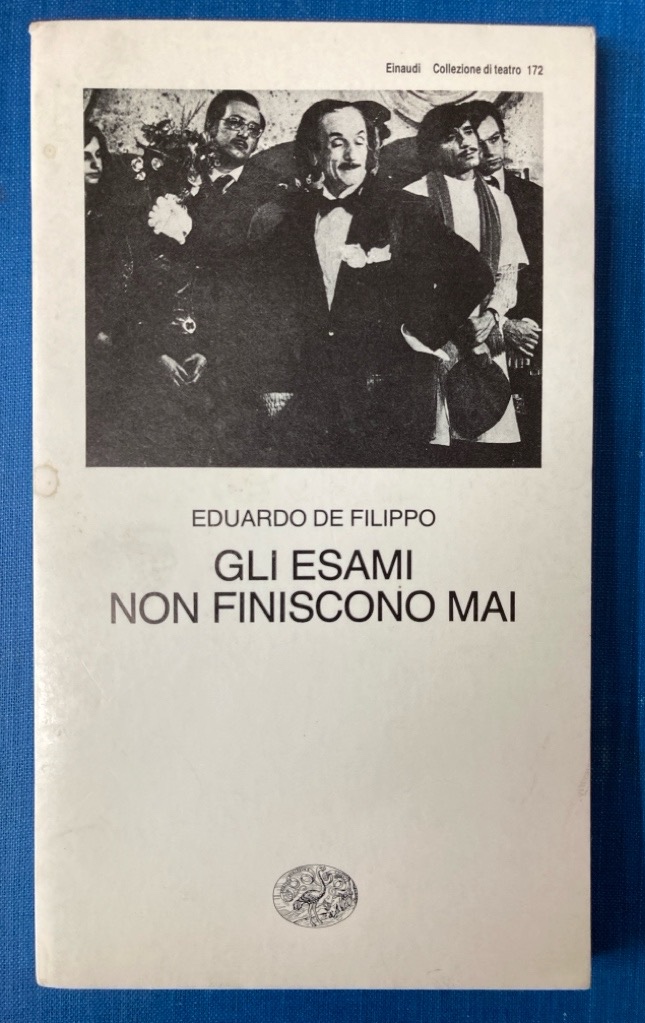 Einaudi Collezione di teatro 172
EDUARDO DE FILIPPO
GLI ESAMI
NON FINISCONO MAI